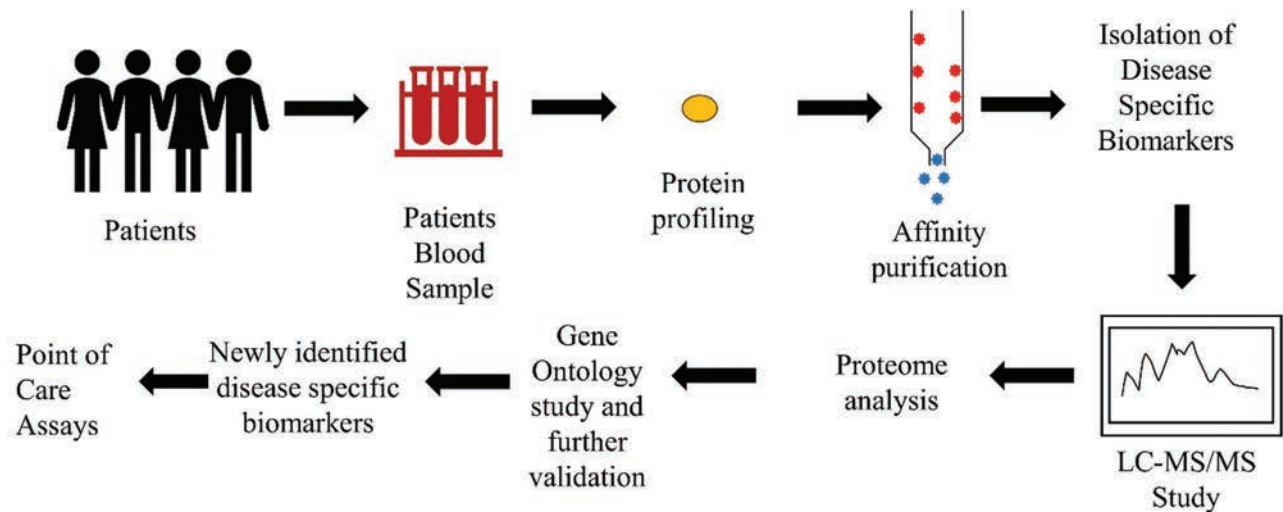 Patients
Patients
Blood
Sample
Protein
profiling
Affinity
purification
Isolation of
Disease
Specific
Biomarkers
LC-MS/MS
Study
Proteome
analysis
Gene
Ontology
study and
further
validation
Newly identified
disease specific
biomarkers
Point of
Care
Assays